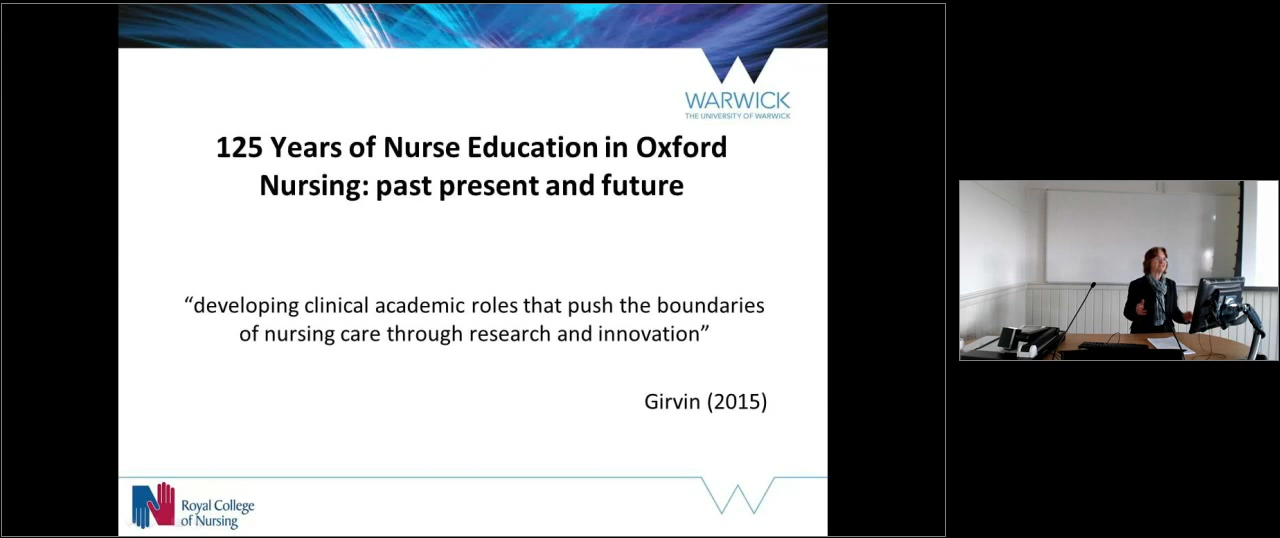 WARWICK
THE UNIVERSITY OF WARWICK
125 Years of Nurse Education in Oxford
Nursing: past present and future
“developing clinical academic roles that push the boundaries
of nursing care through research and innovation”
Girvin (2015)
Royal College
of Nursing